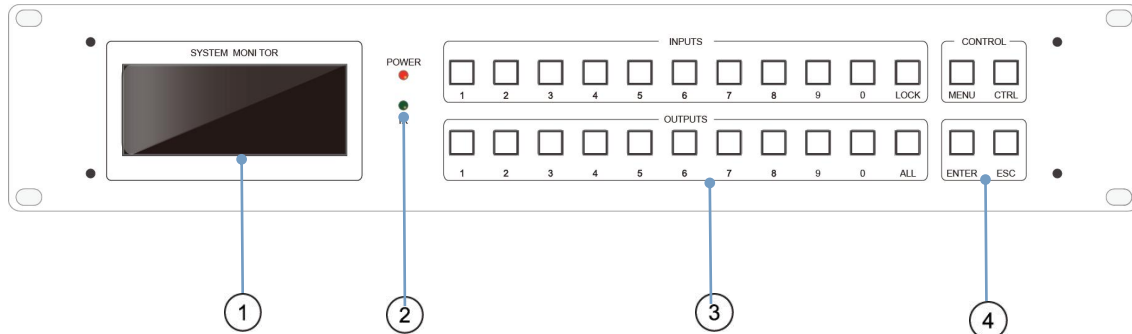 SYSTEM MONITOR
POWER
INPUTS
1 2 3 4 5 6 7 8 9 0 LOCK
CONTROL
MENU CTRL
OUTPUTS
1 2 3 4 5 6 7 8 9 0 ALL
ENTER ESC
1
2
3
4